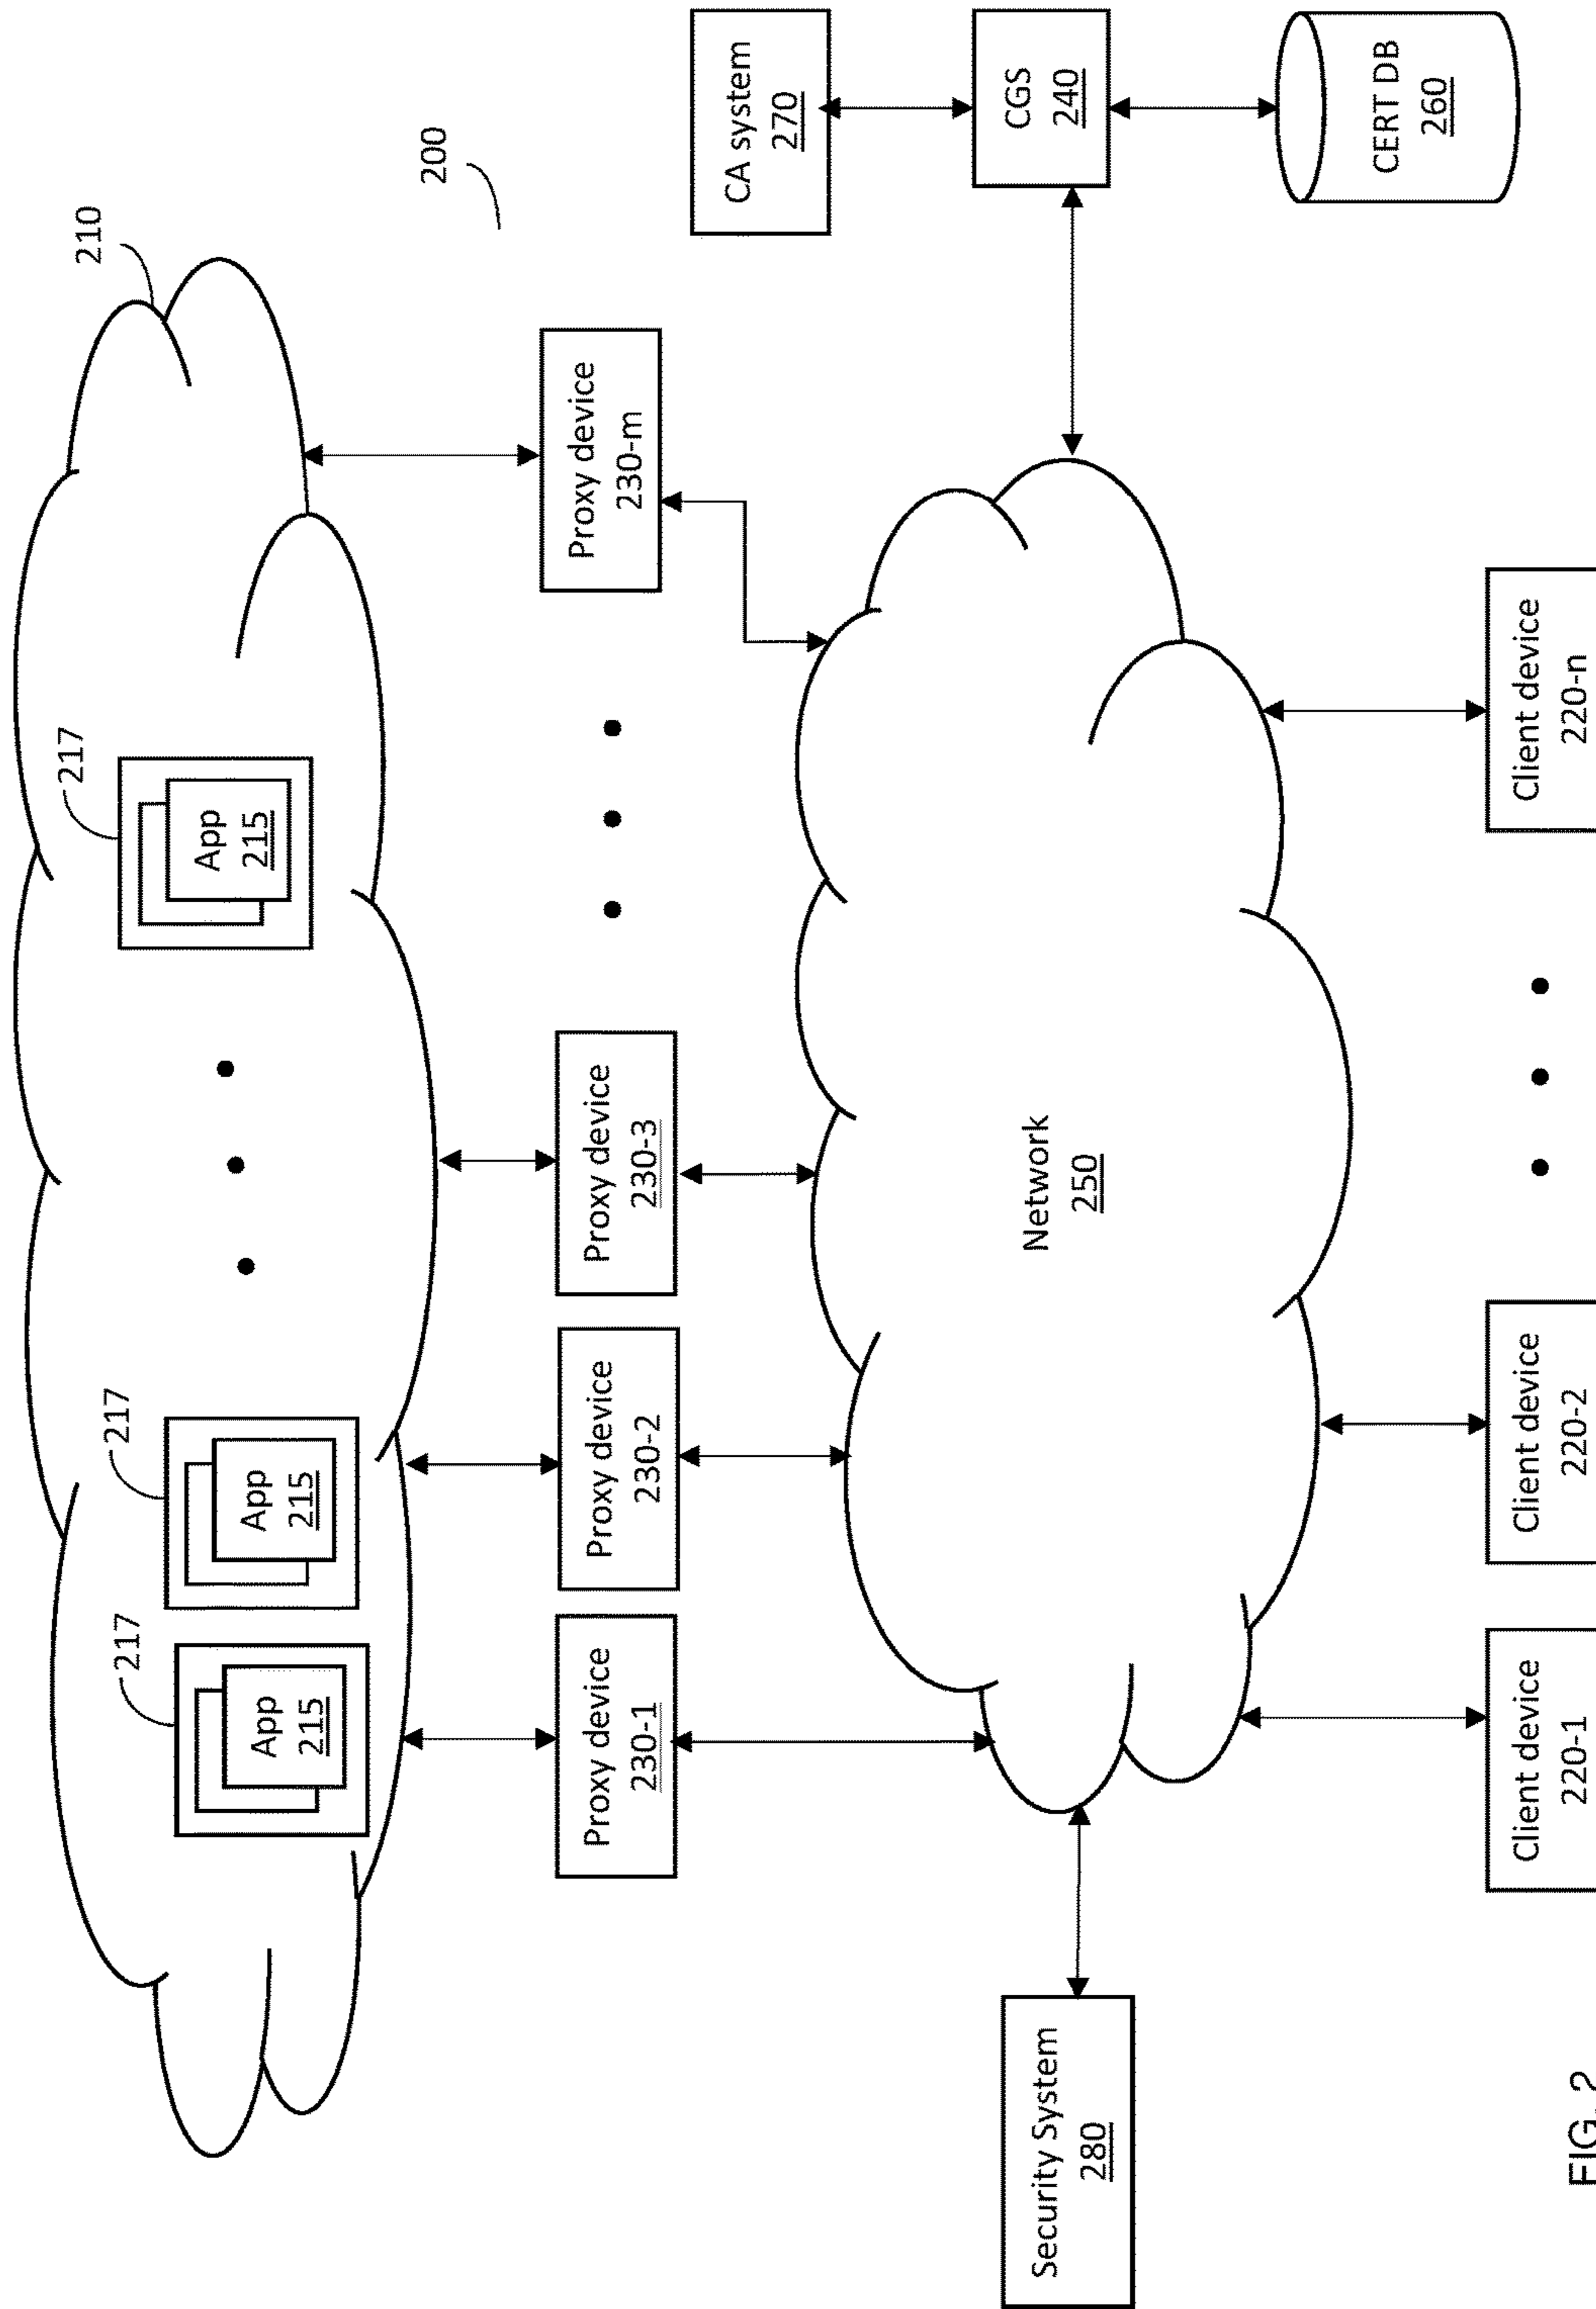 200
210
217
App
215
217
App
215
217
App
215
Proxy device
230-1
Proxy device
230-2
Proxy device
230-3
Proxy device
230-m
CA system
270
CGS
240
CERT DB
260
Network
250
Security System
280
Client device
220-1
Client device
220-2
Client device
220-n
FIG. 2